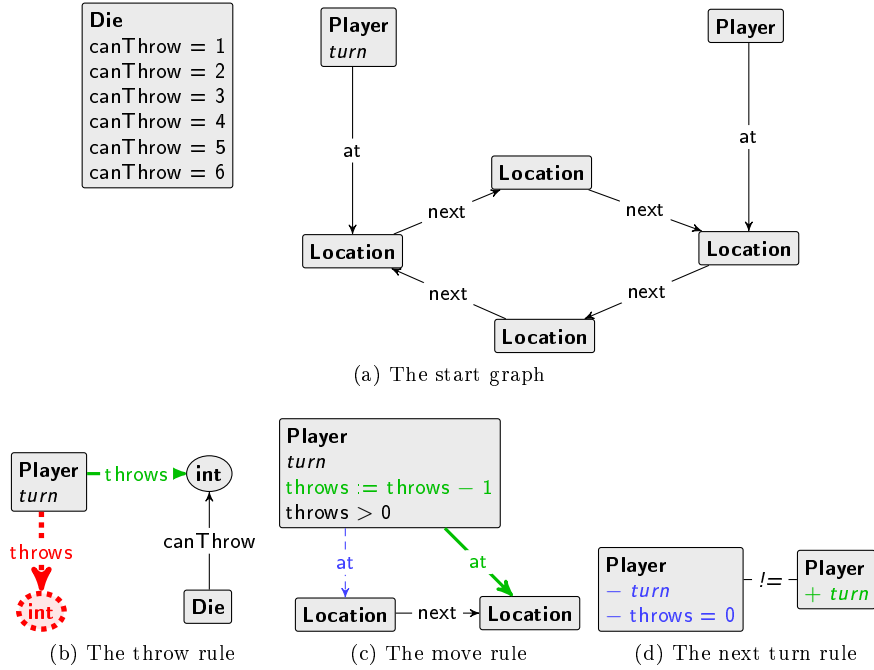 Die
canThrow = 1
canThrow = 2
canThrow = 3
canThrow = 4
canThrow = 5
canThrow = 6
Player
turn
Player
at
at
Location
next
next
Location
Location
next
next
Location
(a) The start graph
Player
turn
throws
int
throws
canThrow
int
Die
(b) The throw rule
Player
turn
throws := throws − 1
throws > 0
at
at
Location
next
Location
(c) The move rule
Player
− turn
− throws = 0
!=
Player
+ turn
(d) The next turn rule